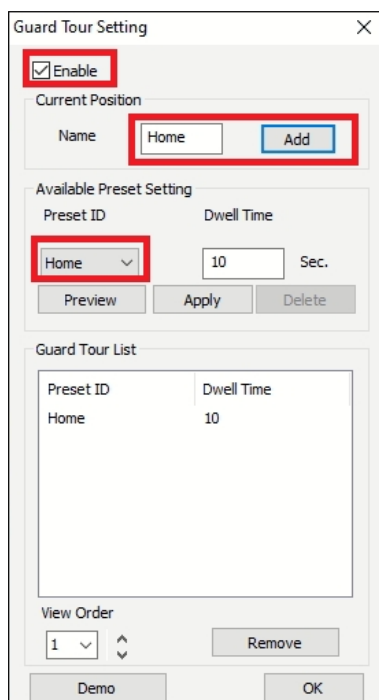 Guard Tour Setting
Enable
Current Position
Name Home Add
Available Preset Setting
Preset ID Dwell Time
Home 10 Sec.
Preview Apply Delete
Guard Tour List
Preset ID Dwell Time
Home 10
View Order
1 Remove
Demo OK